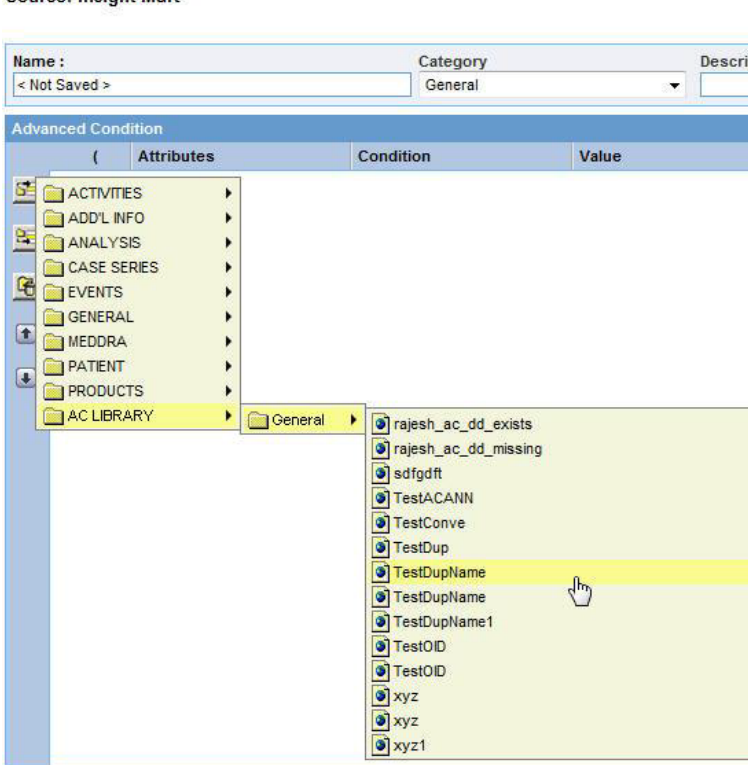 Name : Category Descri
< Not Saved > General
Advanced Condition
( Attributes Condition Value
ACTIVITIES
ADD'L INFO
ANALYSIS
CASE SERIES
EVENTS
GENERAL
MEDDRA
PATIENT
PRODUCTS
AC LIBRARY General rajesh_ac_dd_exists
rajesh_ac_dd_missing
sdfgdft
TestACANN
TestConve
TestDup
TestDupName
TestDupName
TestDupName1
TestOID
TestOID
xyz
xyz
xyz1